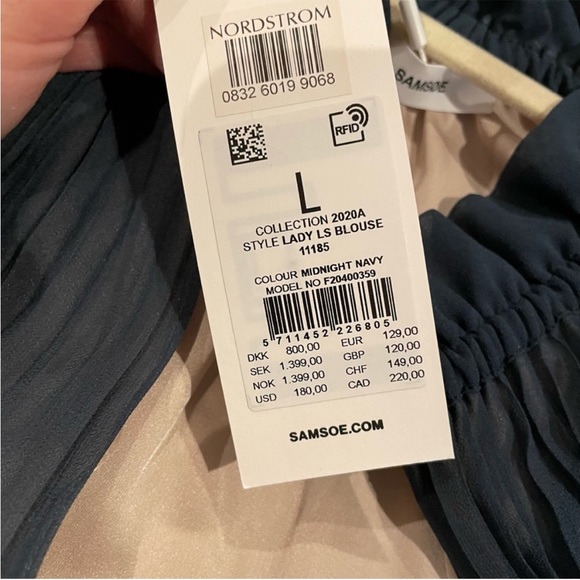 NORDSTROM
0832 6019 9068
RFID
SAMSOE
L
COLLECTION 2020A
STYLE LADY LS BLOUSE
11185
COLOUR MIDNIGHT NAVY
MODEL NO F20400359
5 711452 226805
DKK 800,00 EUR 129,00
SEK 1.399,00 GBP 120,00
NOK 1.399,00 CHF 149,00
USD 180,00 CAD 220,00
SAMSOE.COM